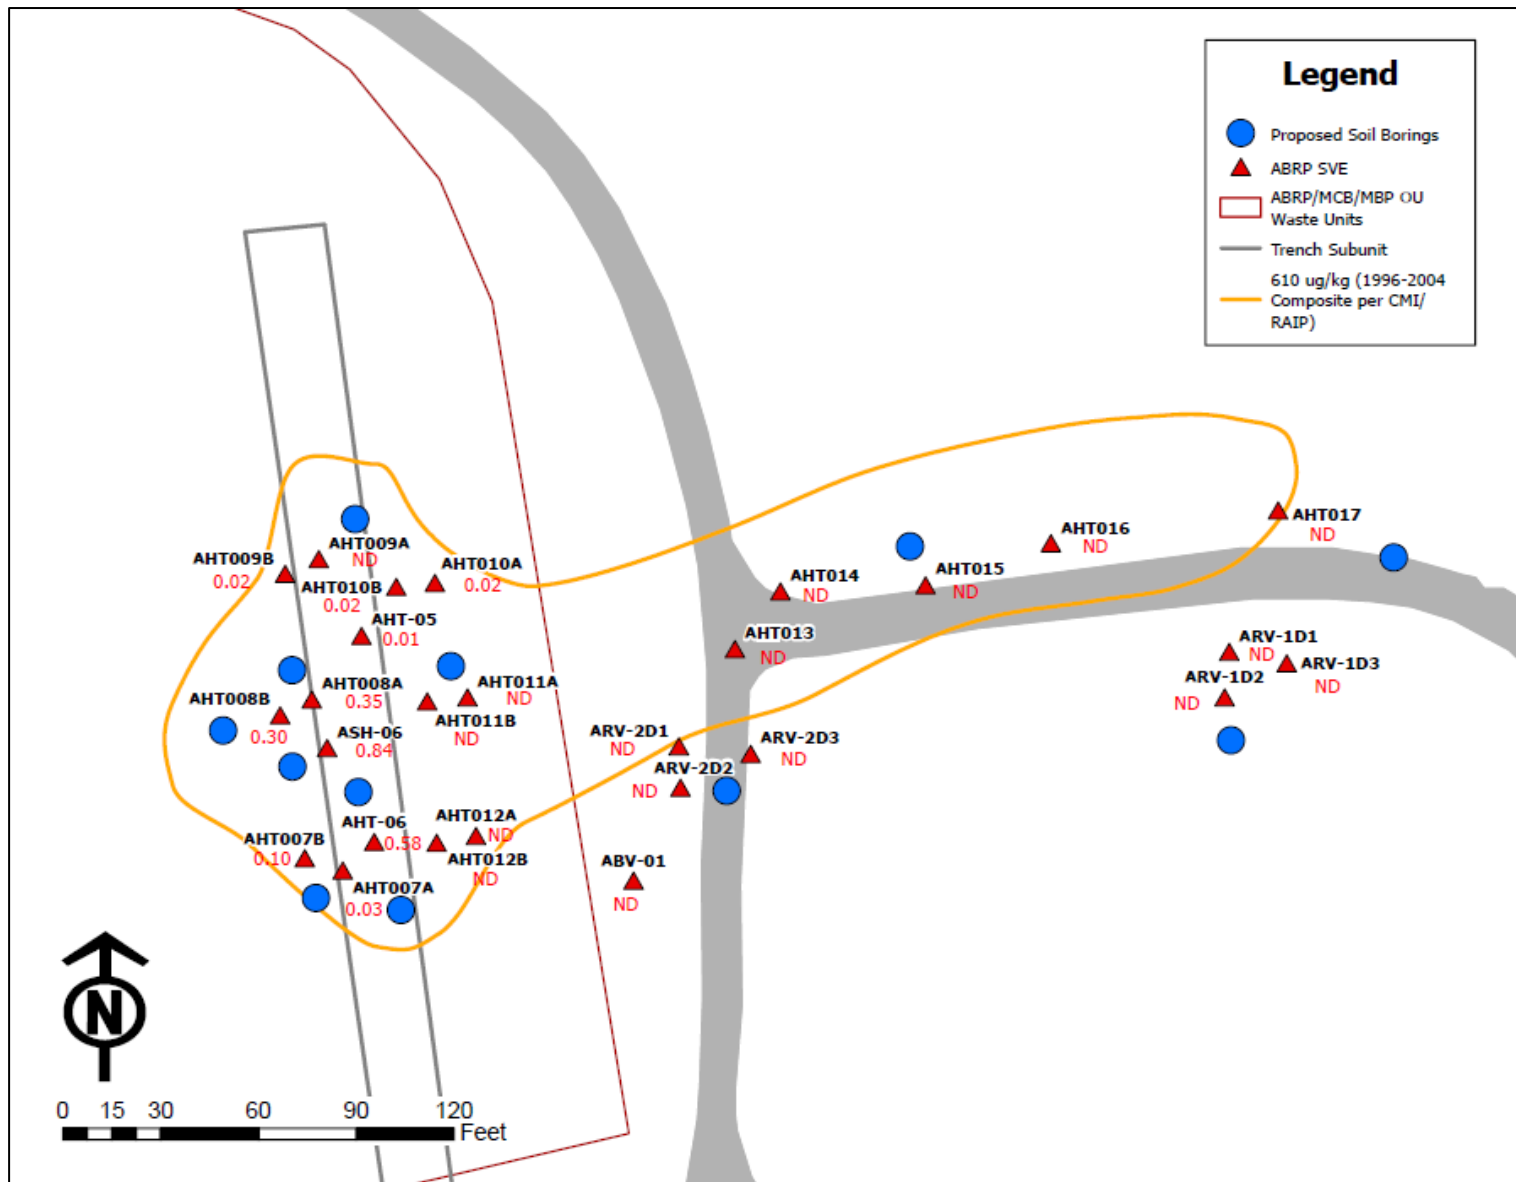 Legend
Proposed Soil Borings
ABRP SVE
ABRP/MCB/MBP OU
Waste Units
Trench Subunit
610 ug/kg (1996-2004
Composite per CMI/
RAIP)
AHT009B
0.02
AHT009A
ND
AHT010B
0.02
AHT010A
0.02
AHT-05
0.01
AHT008A
0.35
AHT008B
0.30
ASH-06
0.84
AHT011A
ND
AHT011B
ND
AHT-06
0.58
AHT007B
0.10
AHT007A
0.03
AHT012A
ND
AHT012B
ND
AHT013
ND
AHT014
ND
AHT015
ND
AHT016
ND
AHT017
ND
ARV-1D1
ND
ARV-1D2
ND
ARV-1D3
ND
ARV-2D1
ND
ARV-2D2
ND
ARV-2D3
ND
ABV-01
ND
N
0 15 30 60 90 120
Feet